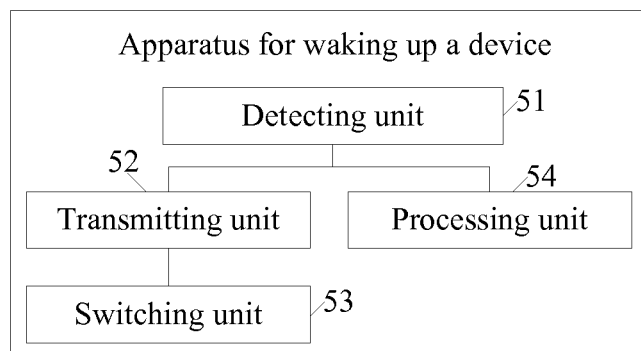 Apparatus for waking up a device
51
Detecting unit
52
54
Transmitting unit
Processing unit
53
Switching unit